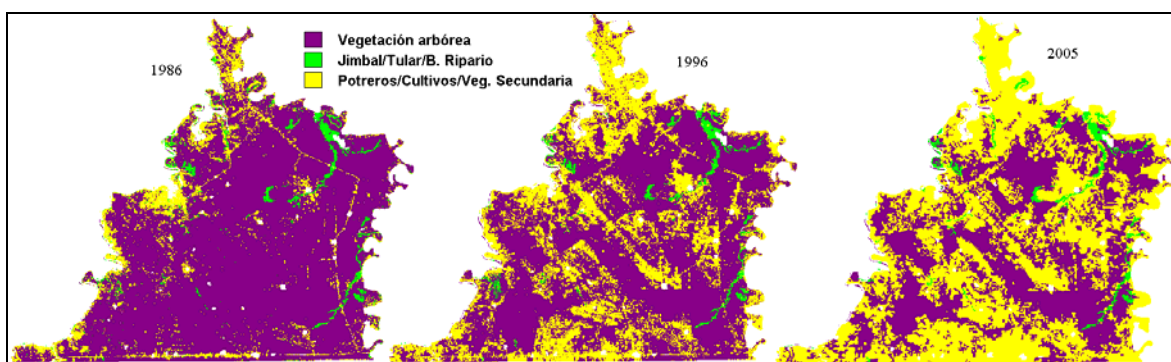 Vegetación arbórea
Jimbal/Tular/B. Ripario
Potreros/Cultivos/Veg. Secundaria
1986
1996
2005